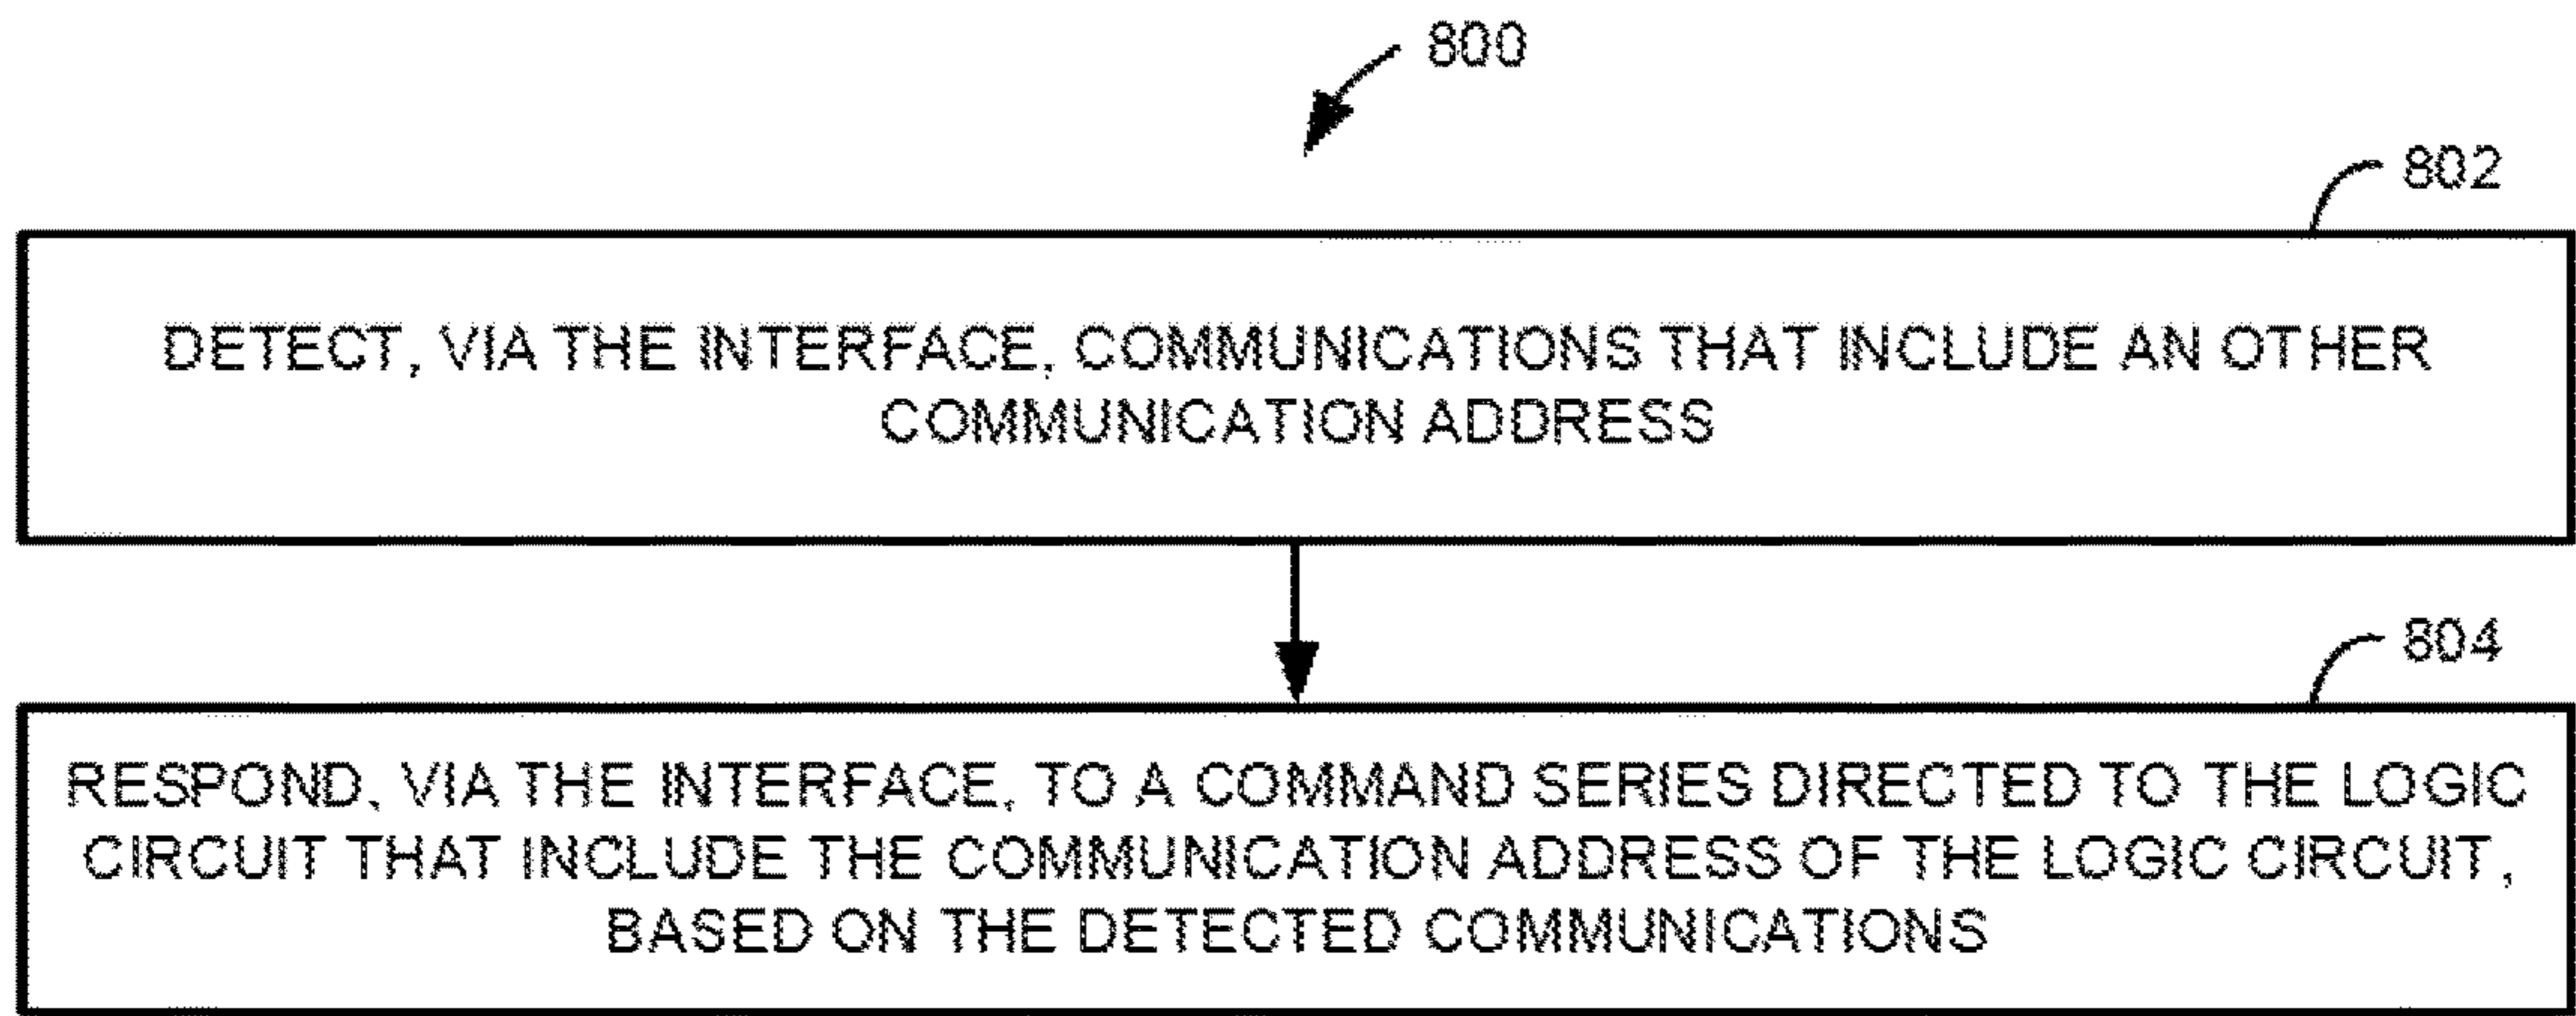 800
802
DETECT, VIA THE INTERFACE, COMMUNICATIONS THAT INCLUDE AN OTHER
COMMUNICATION ADDRESS
804
RESPOND, VIA THE INTERFACE, TO A COMMAND SERIES DIRECTED TO THE LOGIC
CIRCUIT THAT INCLUDE THE COMMUNICATION ADDRESS OF THE LOGIC CIRCUIT,
BASED ON THE DETECTED COMMUNICATIONS